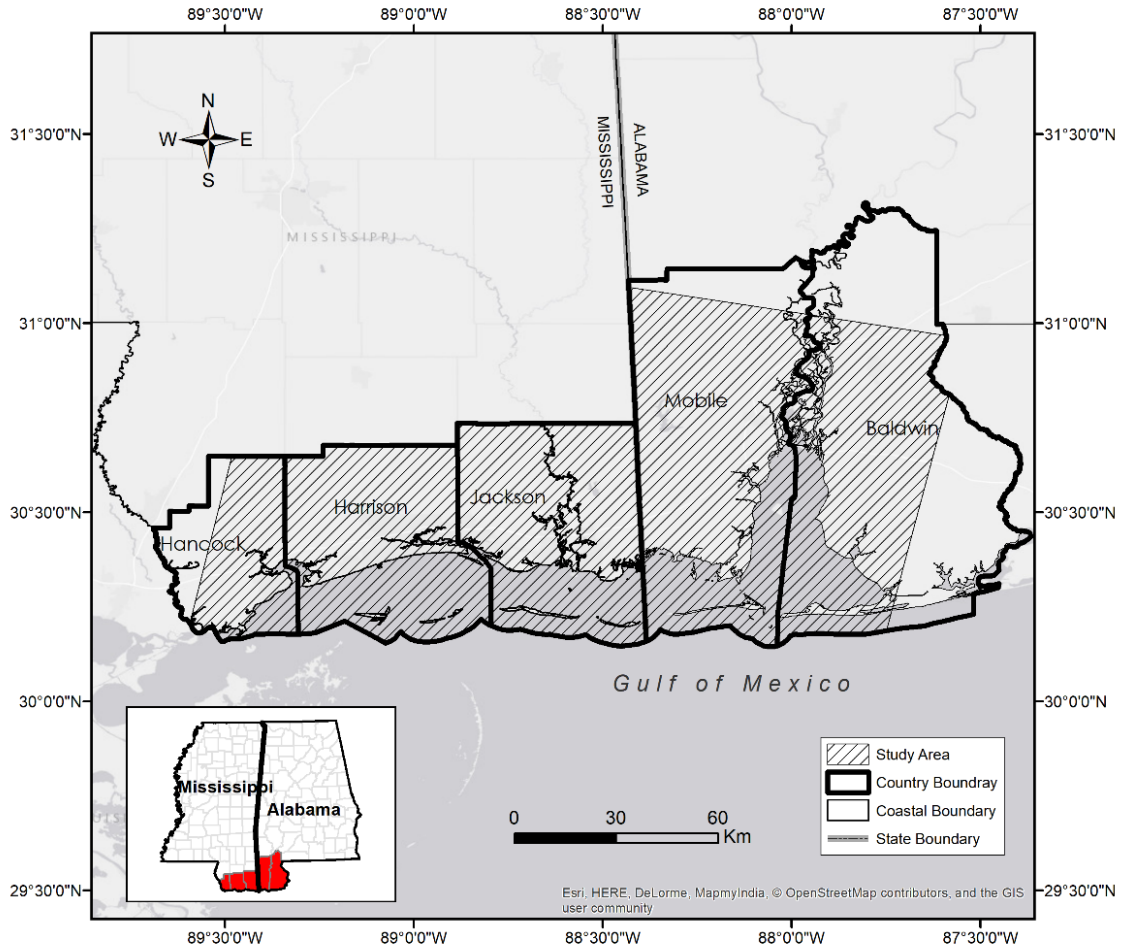 89°30'0"W 89°0'0"W 88°30'0"W 88°0'0"W 87°30'0"W
N
W E
S
31°30'0"N 31°30'0"N
MISSISSIPPI
ALABAMA
MISSISSIPPI
31°0'0"N 31°0'0"N
Mobile
Baldwin
Jackson
Harrison
30°30'0"N 30°30'0"N
Hancock
Gulf of Mexico
30°0'0"N 30°0'0"N
Mississippi
Alabama
Study Area
Country Boundray
Coastal Boundary
State Boundary
0 30 60
Km
29°30'0"N 29°30'0"N
Esri, HERE, DeLorme, MapmyIndia, © OpenStreetMap contributors, and the GIS
user community
89°30'0"W 89°0'0"W 88°30'0"W 88°0'0"W 87°30'0"W